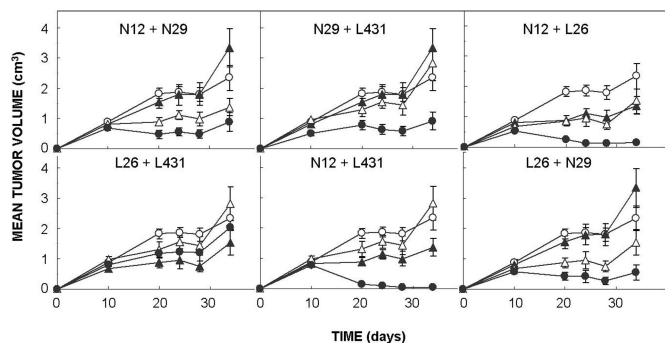 N12 + N29
N29 + L431
N12 + L26
4
3
2
1
0
L26 + L431
N12 + L431
L26 + N29
4
3
2
1
0
0 10 20 30
0 10 20 30
0 10 20 30
MEAN TUMOR VOLUME (cm³)
TIME (days)